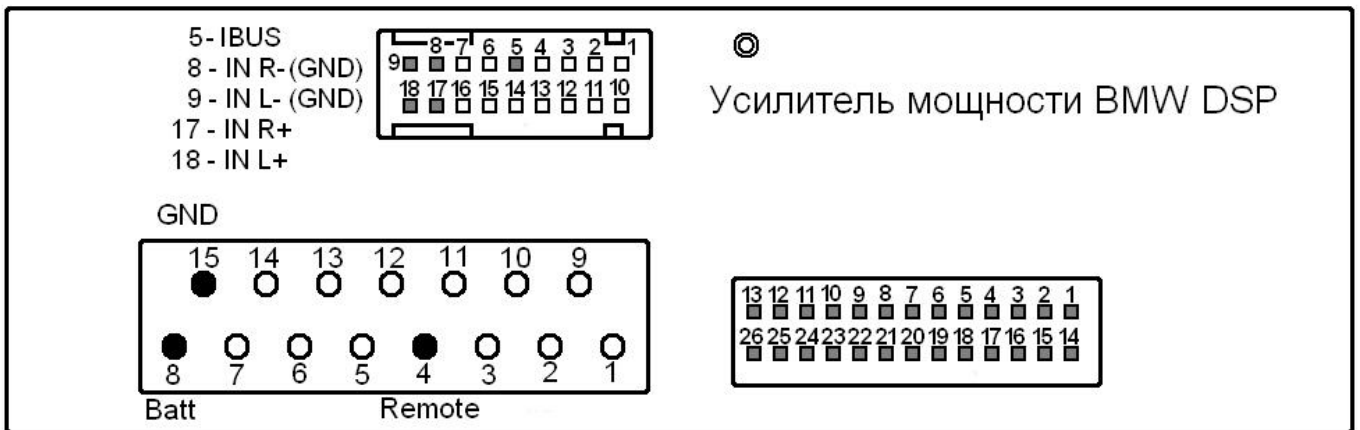 5- IBUS
8 - IN R- (GND)
9 - IN L- (GND)
17 - IN R+
18 - IN L+
8 7 6 5 4 3 2 1
9
18 17 16 15 14 13 12 11 10
Усилитель мощности BMW DSP
GND
15 14 13 12 11 10 9
8 7 6 5 4 3 2 1
Batt Remote
13 12 11 10 9 8 7 6 5 4 3 2 1
26 25 24 23 22 21 20 19 18 17 16 15 14